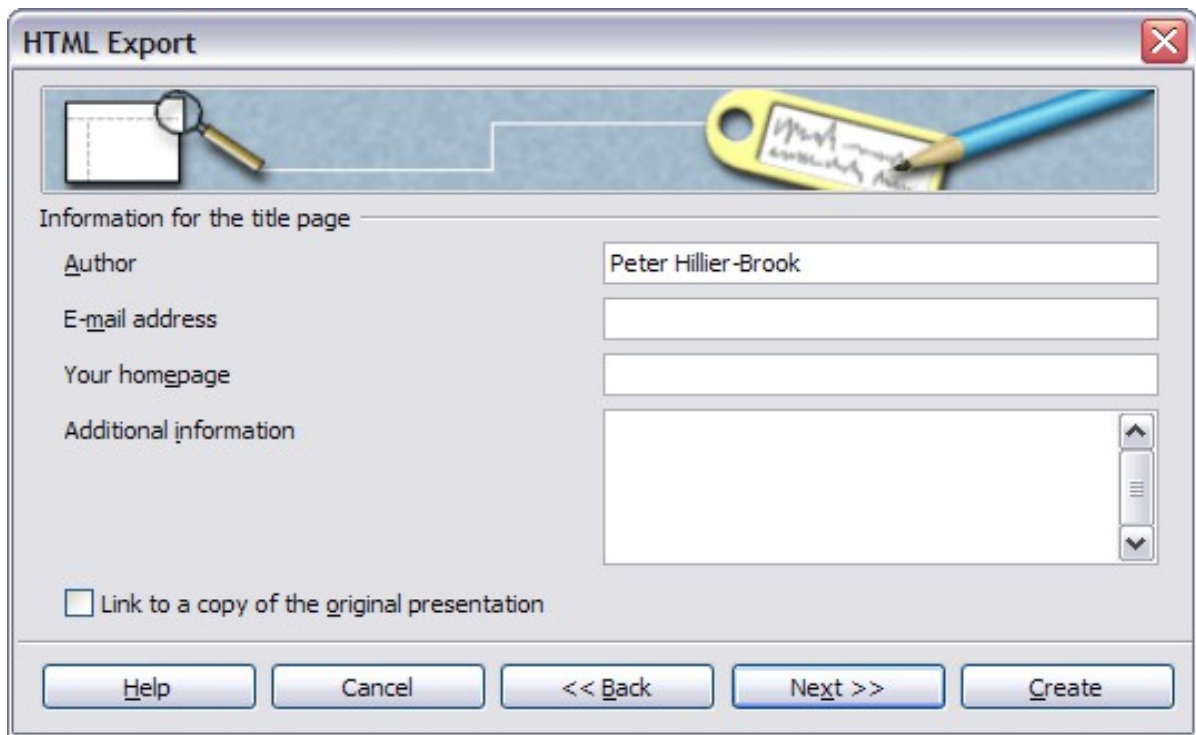 HTML Export
Information for the title page
Author
Peter Hillier-Brook
E-mail address
Your homepage
Additional information
Link to a copy of the original presentation
Help
Cancel
<< Back
Next >>
Create